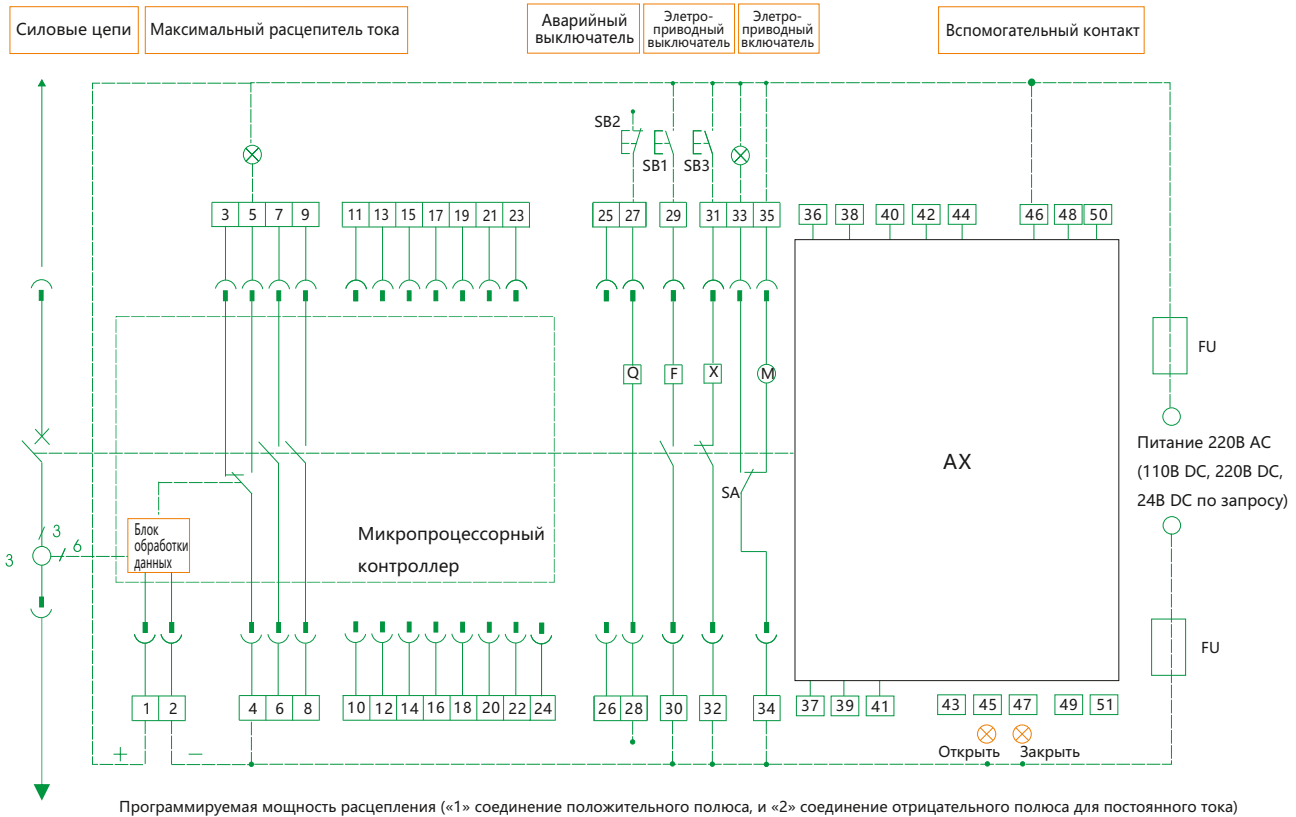 Силовые цепи
Максимальный расцепитель тока
Аварийный
выключатель
Элетро-
приводный
выключатель
Элетро-
приводный
включатель
Вспомогательный контакт
SB2
SB1
SB3
3 5 7 9
11 13 15 17 19 21 23
25 27
29
31 33 35
36 38 40 42 44
46 48 50
FU
Q
F
X
M
Питание 220В AC
(110В DC, 220В DC,
24В DC по запросу)
AX
SA
3
6
3
Блок
обработки
данных
Микропроцессорный
контроллер
FU
1 2
4 6 8
10 12 14 16 18 20 22 24
26 28
30
32
34
37 39 41
43 45 47
49 51
+
−
Открыть
Закрыть
Программируемая мощность расцепления («1» соединение положительного полюса, и «2» соединение отрицательного полюса для постоянного тока)